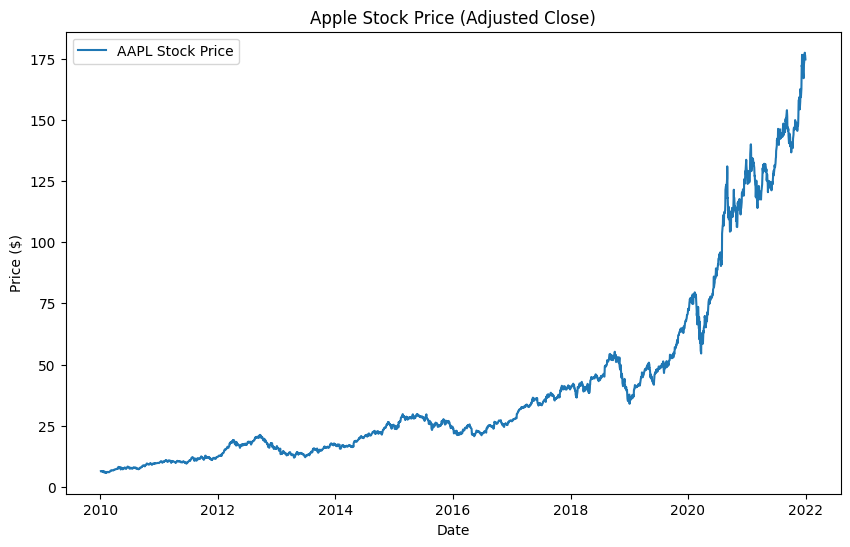 Apple Stock Price (Adjusted Close)
AAPL Stock Price
Price ($)
175
150
125
100
75
50
25
0
2010 2012 2014 2016 2018 2020 2022
Date